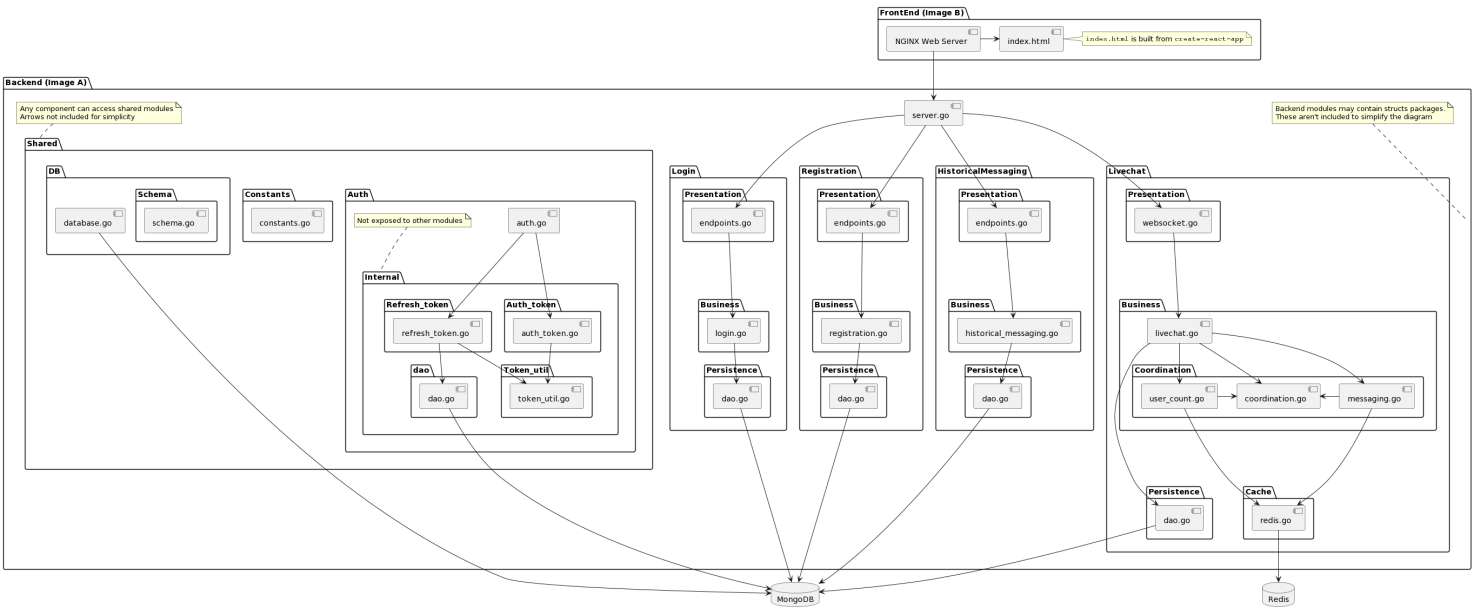 FrontEnd (Image B)
NGINX Web Server
index.html
index.html is built from create-react-app
Backend (Image A)
Any component can access shared modules
Arrows not included for simplicity
server.go
Backend modules may contain structs packages.
These aren't included to simplify the diagram
Shared
DB
database.go
Schema
schema.go
Constants
constants.go
Auth
Not exposed to other modules
auth.go
Internal
Refresh_token
refresh_token.go
Auth_token
auth_token.go
dao
dao.go
Token_util
token_util.go
Login
Presentation
endpoints.go
Business
login.go
Persistence
dao.go
Registration
Presentation
endpoints.go
Business
registration.go
Persistence
dao.go
HistoricalMessaging
Presentation
endpoints.go
Business
historical_messaging.go
Persistence
dao.go
Livechat
Presentation
websocket.go
Business
livechat.go
Coordination
user_count.go
coordination.go
messaging.go
Persistence
dao.go
Cache
redis.go
MongoDB
Redis